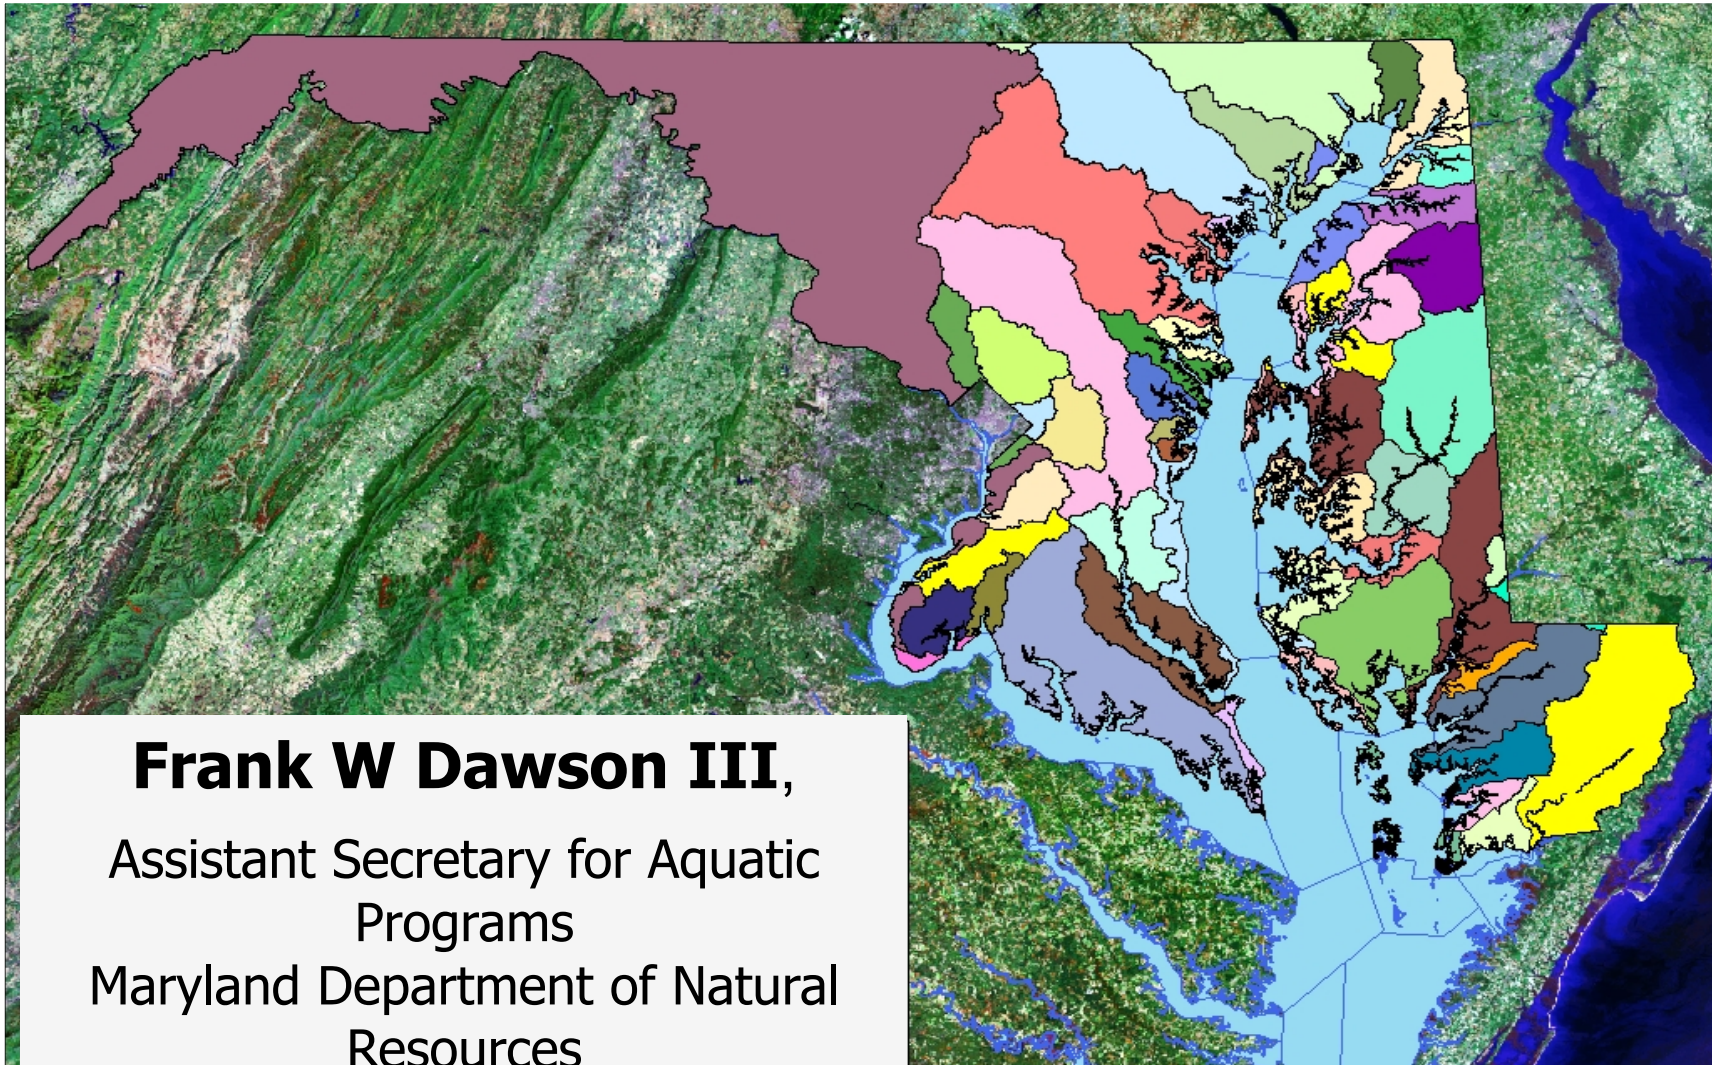 Frank W Dawson III,
Assistant Secretary for Aquatic
Programs
Maryland Department of Natural
Resources